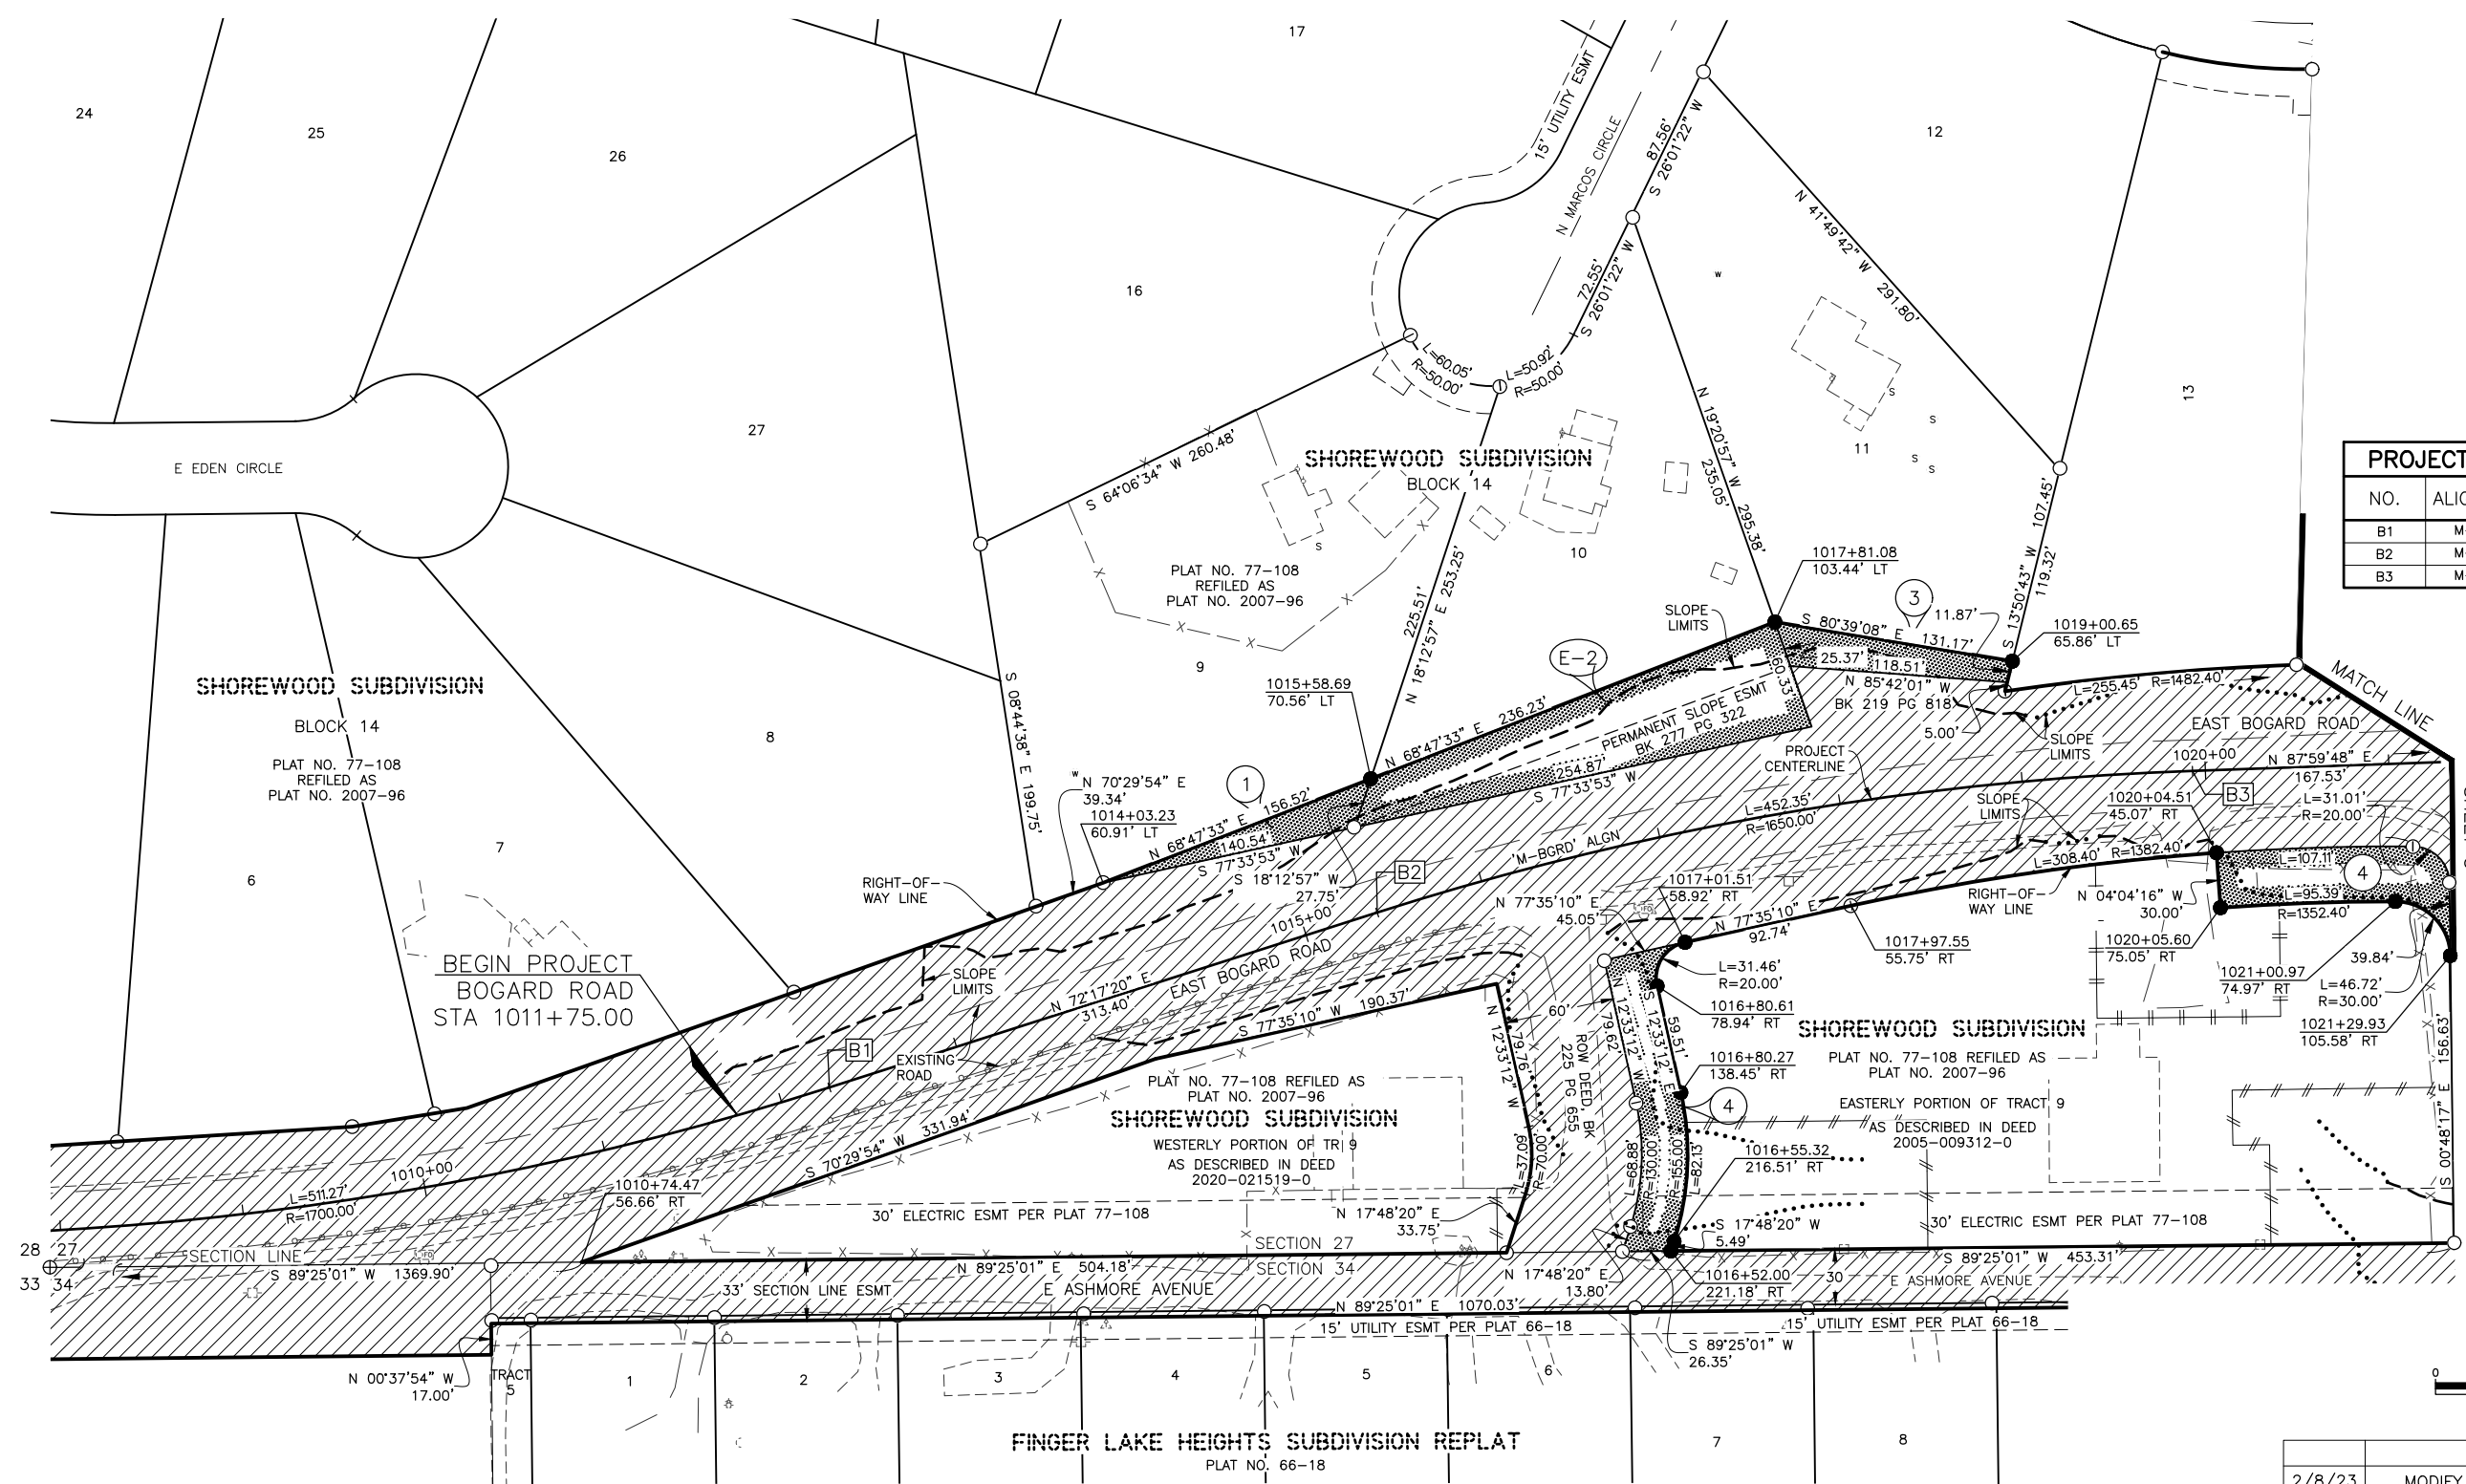 17
24
25
26
12
15' UTILITY ESMT
N MARCOS CIRCLE
87.56'
S 26°01'22" W
N 41°49'42" W 291.80'
16
72.55'
S 26°01'22" W
L=60.05'
R=50.00'
L=50.92'
R=50.00'
w
13
27
E EDEN CIRCLE
S 64°06'34" W 260.48'
SHOREWOOD SUBDIVISION
BLOCK 14
N 19°20'57" W
235.05'
295.38'
S
S
S
S
11
PROJECT
NO.
B1 M-
B2 M-
B3 M-
10
S
PLAT NO. 77-108
REFILED AS
PLAT NO. 2007-96
225.51'
N 18°12'57" E 253.25'
1017+81.08
103.44' LT
107.45'
S 13°50'43" W
119.32'
SLOPE
LIMITS
3
11.87'
S 80°39'08" E 131.17'
1019+00.65
65.86' LT
E-2
9
25.37'
118.51'
60.33'
N 85°42'01" W
BK 219 PG 818
5.00'
L=255.45' R=1482.40'
MATCH LINE
SHOREWOOD SUBDIVISION
BLOCK 14
PLAT NO. 77-108
REFILED AS
PLAT NO. 2007-96
S 08°44'38" E 199.75'
8
7
6
1015+58.69
70.56' LT
N 68°47'33" E 236.23'
PERMANENT SLOPE ESMT
BK 277 PG 322
254.87'
S 77°33'53" W
PROJECT
CENTERLINE
SLOPE
LIMITS
EAST BOGARD ROAD
1020+00
N 87°59'48" E
167.53'
w
N 70°29'54" E
39.34'
1
1014+03.23
60.91' LT
N 68°47'33" E 156.52'
140.54'
S 77°33'53" W
S 18°12'57" W
27.75'
L=452.35'
R=1650.00'
'M-BGRD' ALGN
B2
SLOPE
LIMITS
1020+04.51
45.07' RT
B3
L=31.01'
R=20.00'
RIGHT-OF-
WAY LINE
1017+01.51
58.92' RT
L=308.40' R=1382.40'
L=107.11'
4
N 77°35'10" E
45.05'
N 77°35'10" E
92.74'
RIGHT-OF-
WAY LINE
N 04°04'16" W
30.00'
L=95.39'
R=1352.40'
1015+00
EAST BOGARD ROAD
1017+97.55
55.75' RT
1020+05.60
75.05' RT
39.84'
BEGIN PROJECT
BOGARD ROAD
STA 1011+75.00
SLOPE
LIMITS
N 72°17'20" E
313.40'
S 77°35'10" W 190.37'
L=31.46'
R=20.00'
1021+00.97
74.97' RT
L=46.72'
R=30.00'
1016+80.61
78.94' RT
60'
B1
EXISTING
ROAD
N 12°33'12" W
79.76'
ROW DEED, BK
225 PG 655
N 12°33'12" W
79.62'
S 12°33'12" E
59.51'
SHOREWOOD SUBDIVISION
PLAT NO. 77-108 REFILED AS
PLAT NO. 2007-96
1021+29.93
105.58' RT
PLAT NO. 77-108 REFILED AS
PLAT NO. 2007-96
SHOREWOOD SUBDIVISION
WESTERLY PORTION OF TR 9
AS DESCRIBED IN DEED
2020-021519-0
1016+80.27
138.45' RT
4
EASTERLY PORTION OF TRACT 9
AS DESCRIBED IN DEED
2005-009312-0
S 00°48'17" E 156.63'
S 70°29'54" W 331.94'
L=37.09'
R=70.00'
L=68.88'
R=130.00'
R=155.00'
L=82.13'
1016+55.32
216.51' RT
1010+00
L=511.27'
R=1700.00'
1010+74.47
56.66' RT
30' ELECTRIC ESMT PER PLAT 77-108
N 17°48'20" E
33.75'
S 17°48'20" W
5.49'
30' ELECTRIC ESMT PER PLAT 77-108
28 27
33 34
SECTION LINE
S 89°25'01" W 1369.90'
SECTION 27
SECTION 34
N 89°25'01" E 504.18'
33' SECTION LINE ESMT
E ASHMORE AVENUE
N 17°48'20" E
13.80'
1016+52.00
221.18' RT
30
S 89°25'01" W 453.31'
E ASHMORE AVENUE
N 89°25'01" E 1070.03'
15' UTILITY ESMT PER PLAT 66-18
15' UTILITY ESMT PER PLAT 66-18
S 89°25'01" W
26.35'
N 00°37'54" W
17.00'
TRACT
5
1
2
3
4
5
6
7
8
0
FINGER LAKE HEIGHTS SUBDIVISION REPLAT
PLAT NO. 66-18
2/8/23 MODIFY